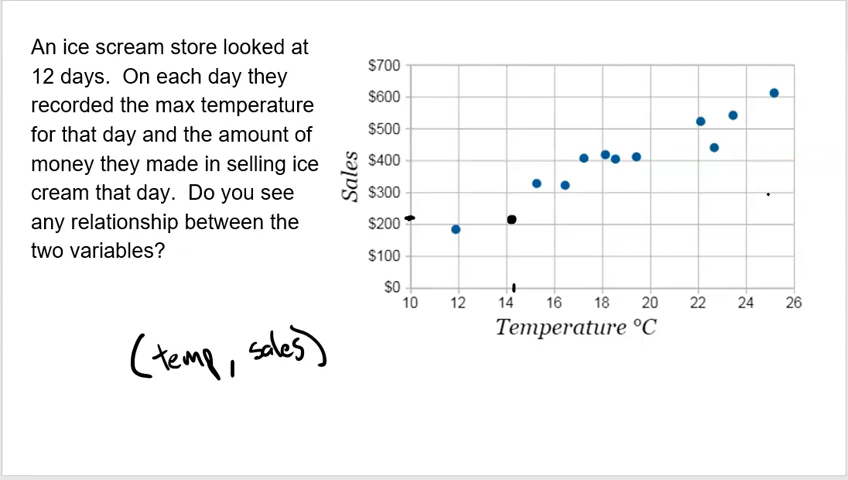 An ice scream store looked at
12 days. On each day they
recorded the max temperature
for that day and the amount of
money they made in selling ice
cream that day. Do you see
any relationship between the
two variables?
$700
$600
$500
$400
$300
$200
$100
$0
Sales
10 12 14 16 18 20 22 24 26
Temperature °C
(temp, sales)